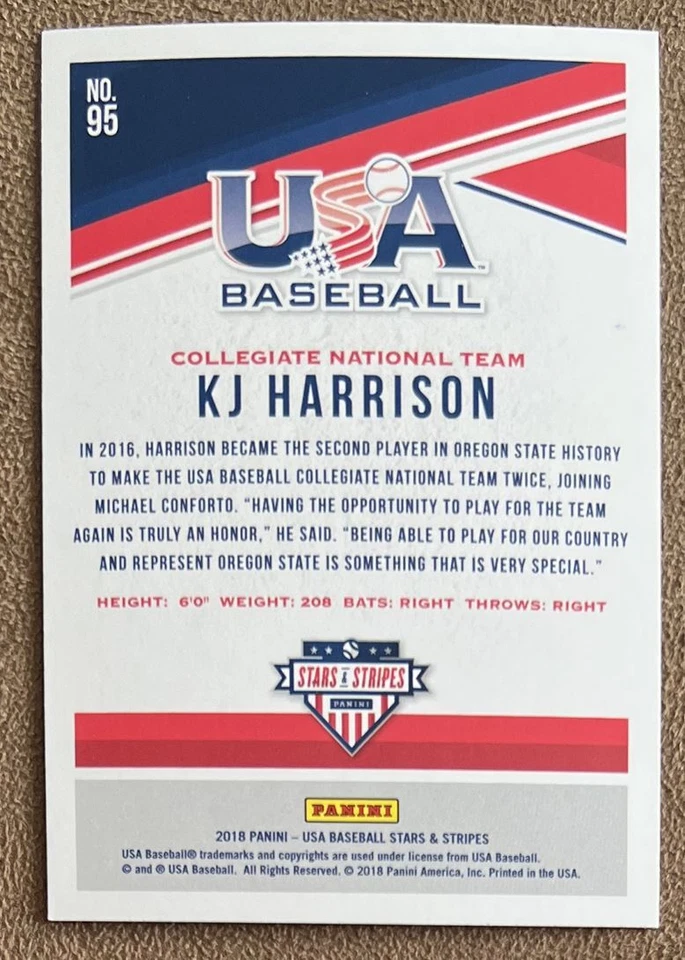 NO.
95
USA
™
BASEBALL
COLLEGIATE NATIONAL TEAM
KJ HARRISON
IN 2016, HARRISON BECAME THE SECOND PLAYER IN OREGON STATE HISTORY
TO MAKE THE USA BASEBALL COLLEGIATE NATIONAL TEAM TWICE, JOINING
MICHAEL CONFORTO. “HAVING THE OPPORTUNITY TO PLAY FOR THE TEAM
AGAIN IS TRULY AN HONOR,” HE SAID. “BEING ABLE TO PLAY FOR OUR COUNTRY
AND REPRESENT OREGON STATE IS SOMETHING THAT IS VERY SPECIAL.”
HEIGHT: 6'0" WEIGHT: 208 BATS: RIGHT THROWS: RIGHT
STARS & STRIPES
PANINI
PANINI
2018 PANINI – USA BASEBALL STARS & STRIPES
USA Baseball® trademarks and copyrights are used under license from USA Baseball.
© and ® USA Baseball. All Rights Reserved. © 2018 Panini America, Inc. Printed in the USA.